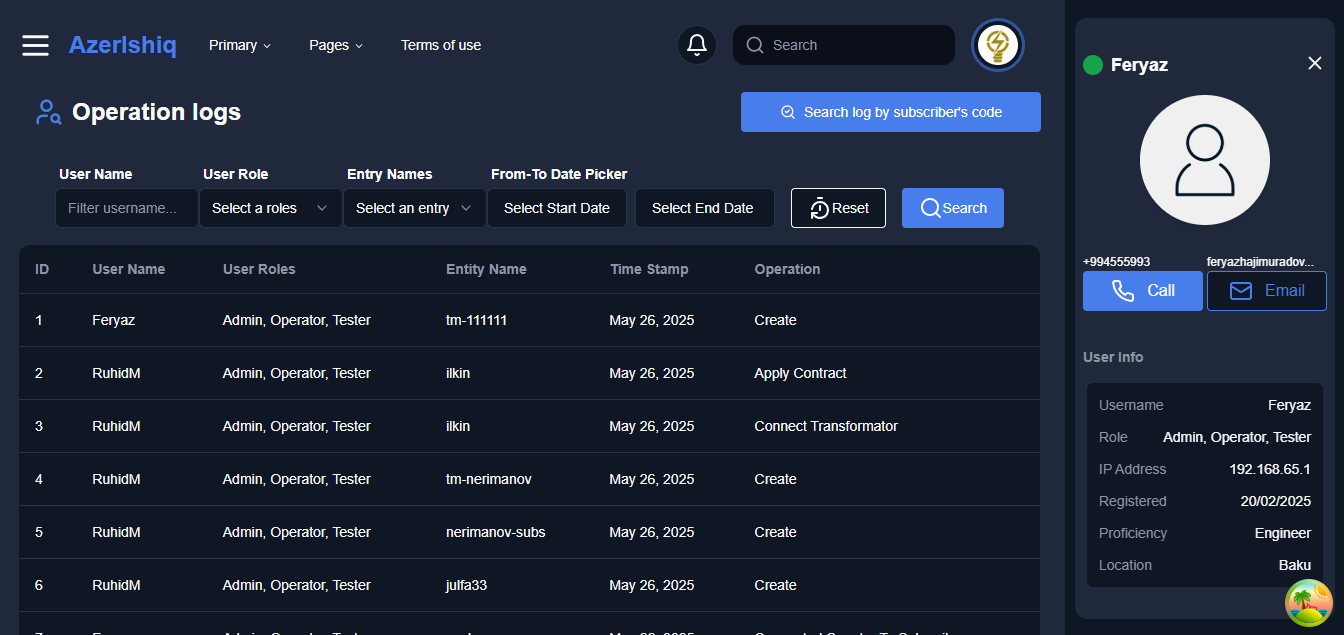 AzerIshiq Primary Pages Terms of use Search
Operation logs
Search log by subscriber's code
User Name User Role Entry Names From-To Date Picker
Filter username... Select a roles Select an entry Select Start Date Select End Date Reset Search
ID User Name User Roles Entity Name Time Stamp Operation
1 Feryaz Admin, Operator, Tester tm-111111 May 26, 2025 Create
2 RuhidM Admin, Operator, Tester ilkin May 26, 2025 Apply Contract
3 RuhidM Admin, Operator, Tester ilkin May 26, 2025 Connect Transformator
4 RuhidM Admin, Operator, Tester tm-nerimanov May 26, 2025 Create
5 RuhidM Admin, Operator, Tester nerimanov-subs May 26, 2025 Create
6 RuhidM Admin, Operator, Tester julfa33 May 26, 2025 Create
Feryaz
+994555993 feryazhajimuradov...
Call Email
User Info
Username Feryaz
Role Admin, Operator, Tester
IP Address 192.168.65.1
Registered 20/02/2025
Proficiency Engineer
Location Baku